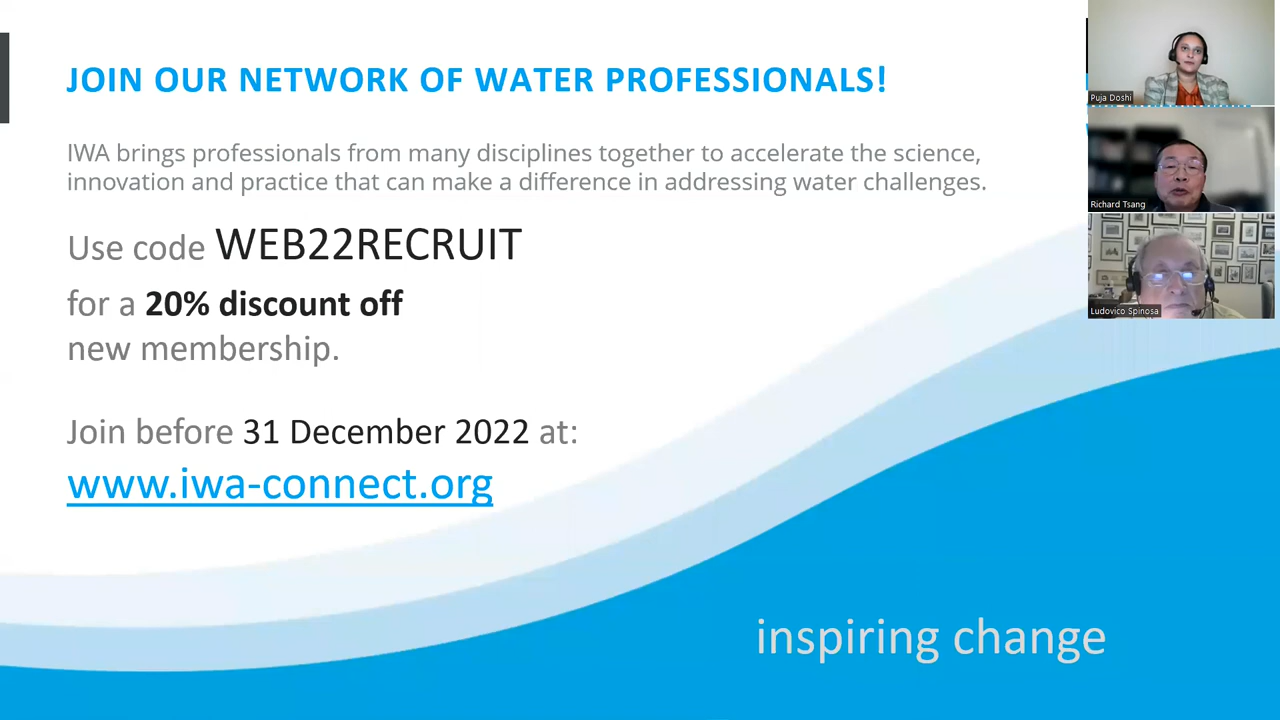 JOIN OUR NETWORK OF WATER PROFESSIONALS!
IWA brings professionals from many disciplines together to accelerate the science,
innovation and practice that can make a difference in addressing water challenges.
Use code WEB22RECRUIT
for a 20% discount off
new membership.
Join before 31 December 2022 at:
www.iwa-connect.org
inspiring change
Puja Doshi
Richard Tsang
Ludovico Spinosa